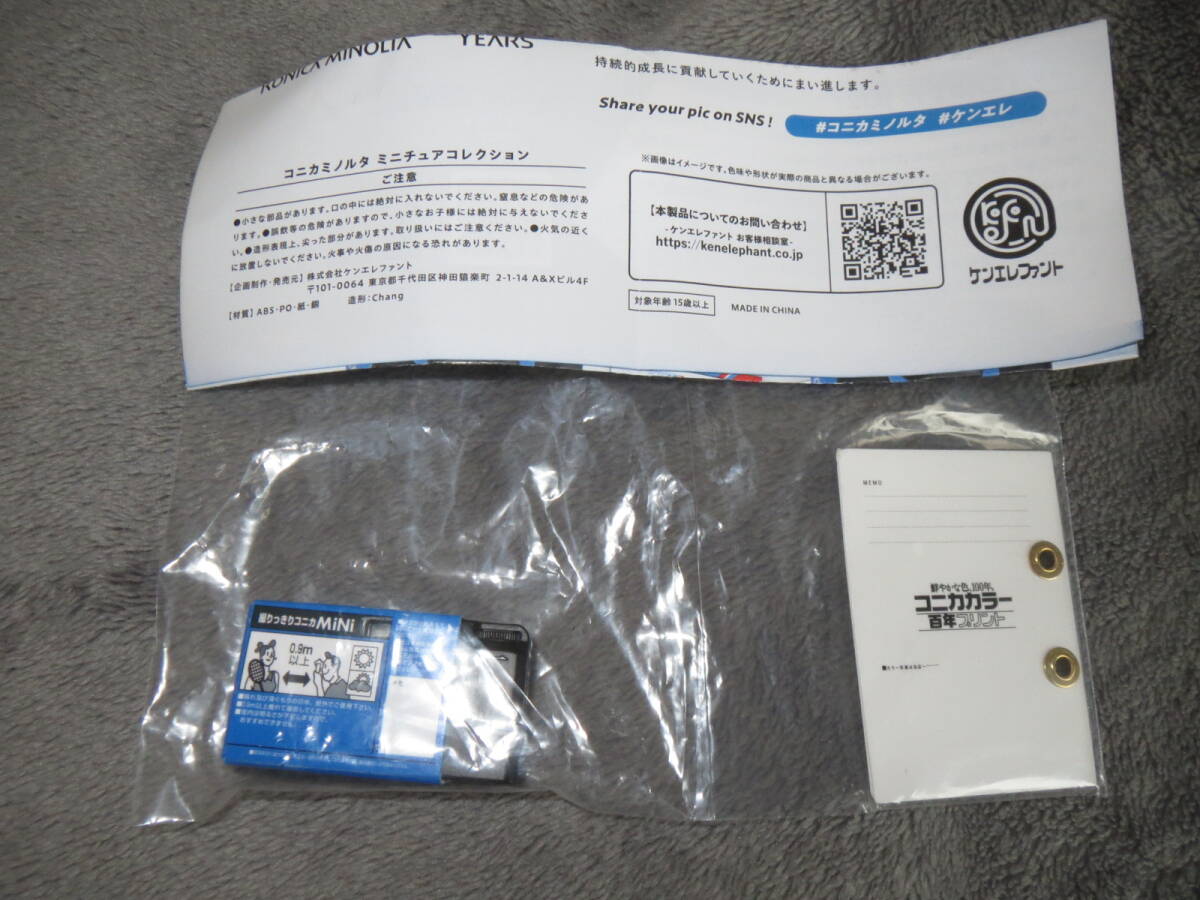 KONICA MINOLTA
YEARS
持続的成長に貢献していくためにまい進します。
Share your pic on SNS!
#コニカミノルタ #ケンエレ
コニカミノルタ ミニチュアコレクション
ご注意
●小さな部品があります。口の中には絶対に入れないでください。窒息などの危険があ
ります。●誤飲等の危険がありますので、小さなお子様には絶対に与えないでくださ
い。●造形表現上、尖った部分があります。取り扱いにはご注意ください。●火気の近く
に放置しないでください。火事や火傷の原因になる恐れがあります。
【企画制作・発売元】株式会社ケンエレファント
〒101-0064 東京都千代田区神田猿楽町 2-1-14 A&Xビル4F
【材質】ABS・PO・紙・鋼 造形:Chang
※画像はイメージです。色味や形状が実際の商品と異なる場合がございます。
【本製品についてのお問い合わせ】
-ケンエレファント お客様相談室-
https://kenelephant.co.jp
ケンエレファント
対象年齢 15歳以上
MADE IN CHINA
撮りっきりコニカMiNi
0.9m
以上
おすすめできません。
メモ
MEMO
鮮やかな色、100年。
コニカカラー
百年プリント